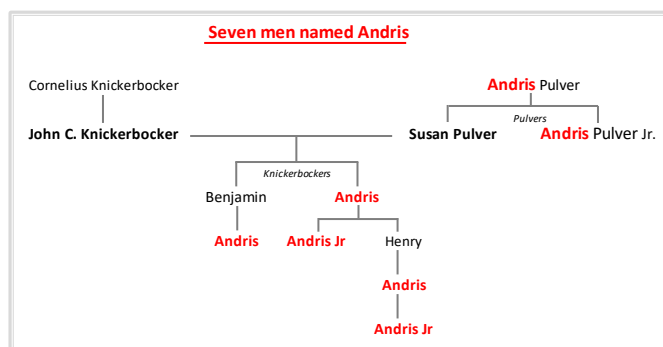 Seven men named Andris
Cornelius Knickerbocker
Andris Pulver
Pulvers
John C. Knickerbocker
Susan Pulver
Andris Pulver Jr.
Knickerbockers
Benjamin
Andris
Andris
Andris Jr
Henry
Andris
Andris Jr